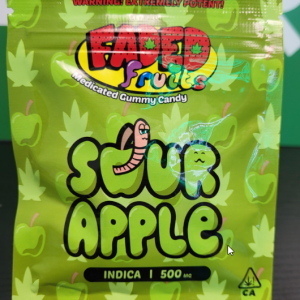 WARNING! EXTREMELY POTENT!
FADED
fruits
Medicated Gummy Candy
SOUR
APPLE
INDICA | 500 MG
!
CA